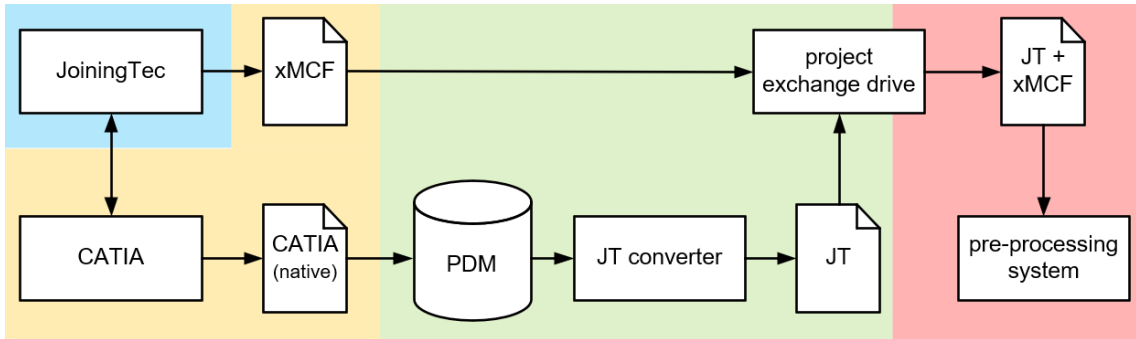 JoiningTec
xMCF
project
exchange drive
JT +
xMCF
CATIA
CATIA
(native)
PDM
JT converter
JT
pre-processing
system